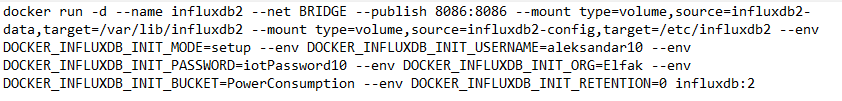 docker run -d --name influxdb2 --net BRIDGE --publish 8086:8086 --mount type=volume,source=influxdb2-
data,target=/var/lib/influxdb2 --mount type=volume,source=influxdb2-config,target=/etc/influxdb2 --env
DOCKER_INFLUXDB_INIT_MODE=setup --env DOCKER_INFLUXDB_INIT_USERNAME=aleksandar10 --env
DOCKER_INFLUXDB_INIT_PASSWORD=iotPassword10 --env DOCKER_INFLUXDB_INIT_ORG=Elfak --env
DOCKER_INFLUXDB_INIT_BUCKET=PowerConsumption --env DOCKER_INFLUXDB_INIT_RETENTION=0 influxdb:2